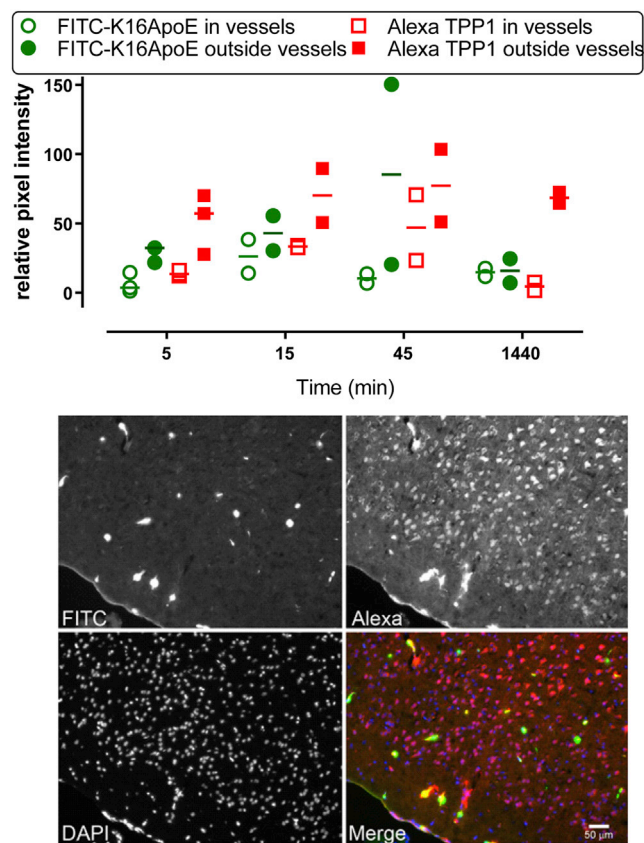 FITC-K16ApoE in vessels
Alexa TPP1 in vessels
FITC-K16ApoE outside vessels
Alexa TPP1 outside vessels
relative pixel intensity
150
100
50
0
5
15
45
1440
Time (min)
FITC
Alexa
DAPI
Merge
50 µm